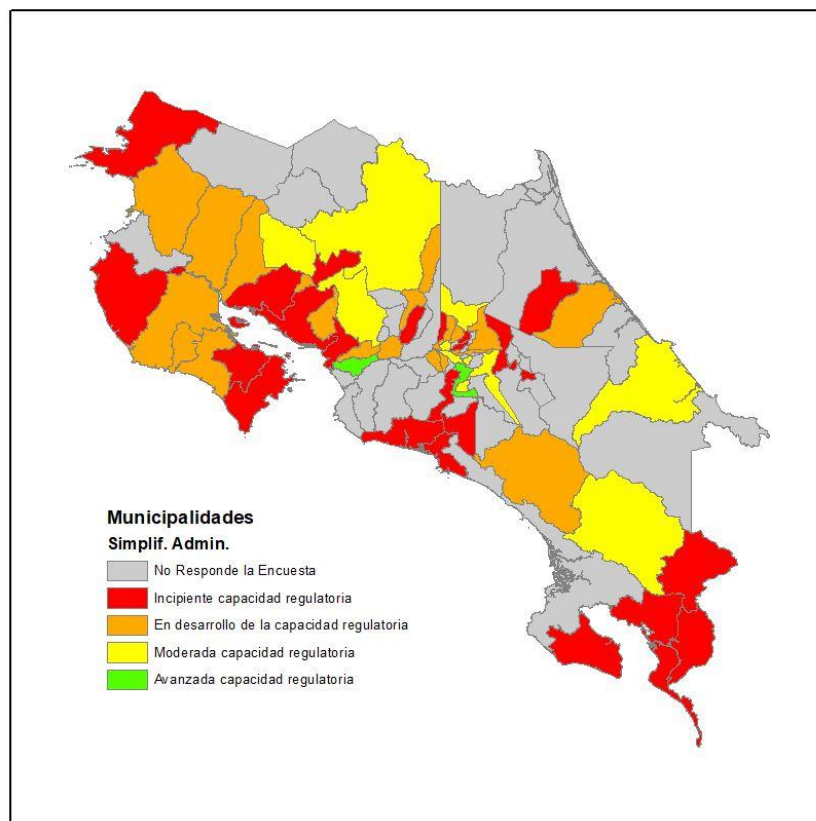 Municipalidades
Simplif. Admin.
No Responde la Encuesta
Incipiente capacidad regulatoria
En desarrollo de la capacidad regulatoria
Moderada capacidad regulatoria
Avanzada capacidad regulatoria